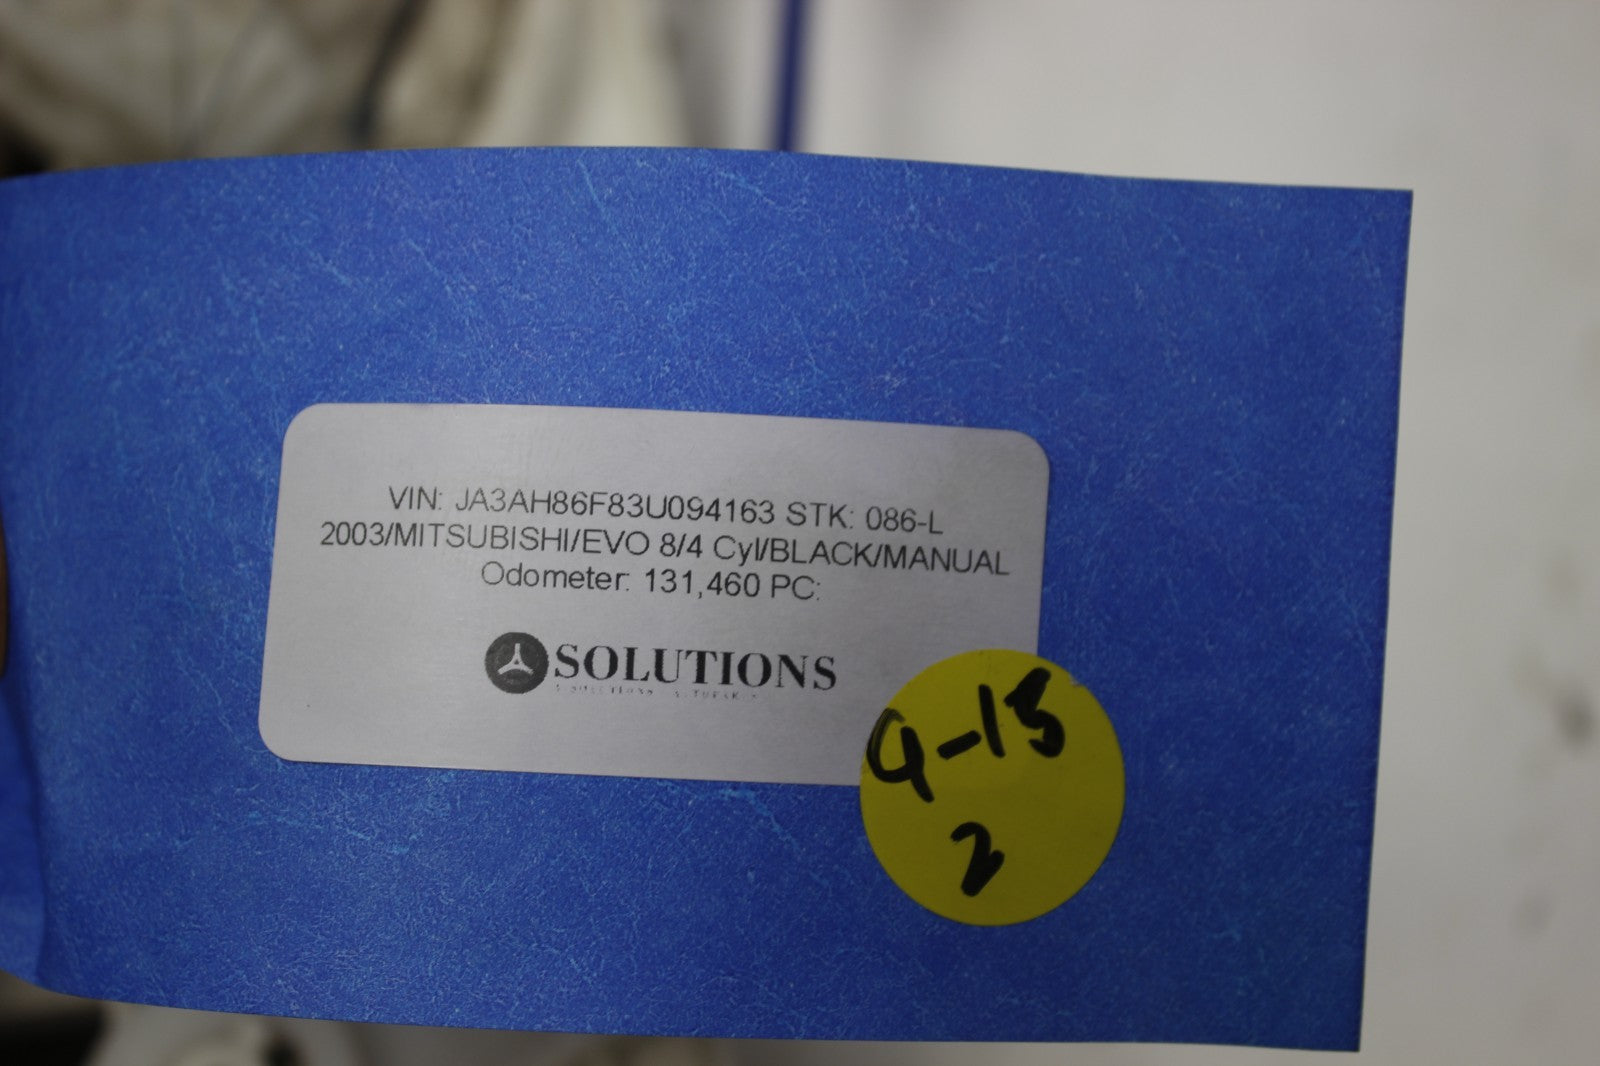 VIN: JA3AH86F83U094163 STK: 086-L
2003/MITSUBISHI/EVO 8/4 Cyl/BLACK/MANUAL
Odometer: 131,460 PC:
SOLUTIONS
9-15
2